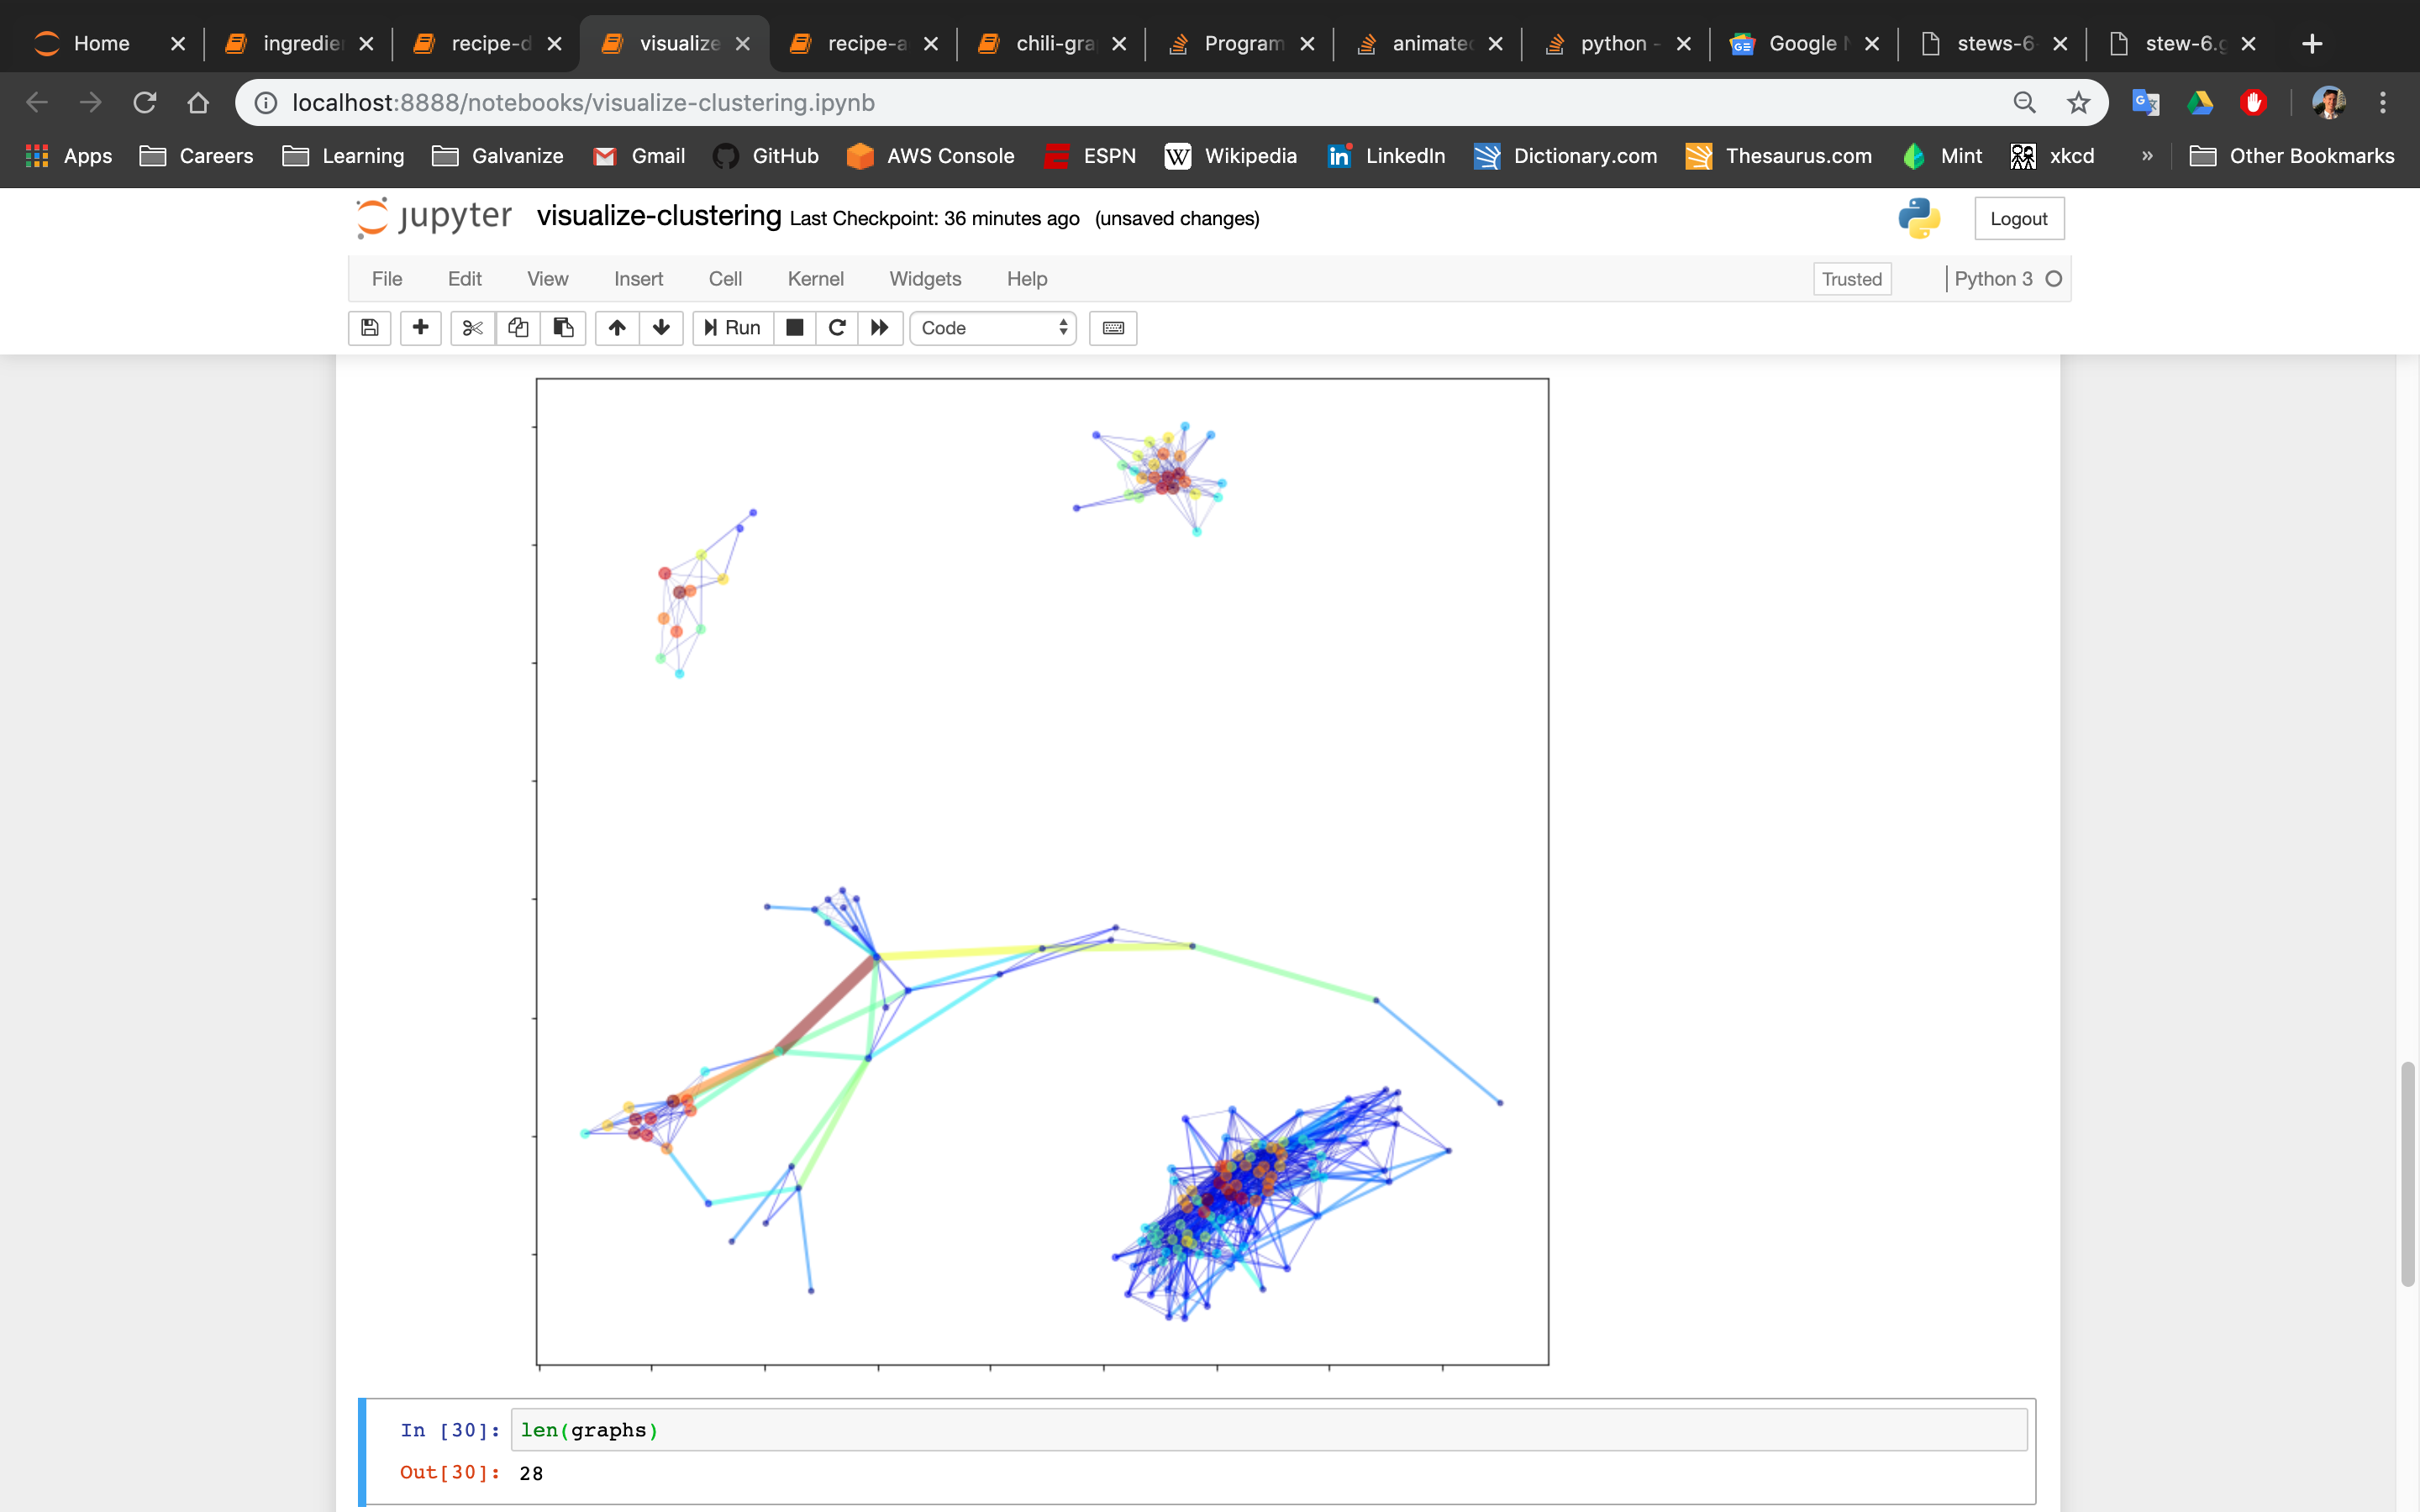 Home ingredie recipe-d visualize recipe-a chili-gra Program animated python - Google N stews-6- stew-6.g
localhost:8888/notebooks/visualize-clustering.ipynb
Apps Careers Learning Galvanize Gmail GitHub AWS Console ESPN Wikipedia LinkedIn Dictionary.com Thesaurus.com Mint xkcd » Other Bookmarks
jupyter visualize-clustering Last Checkpoint: 36 minutes ago (unsaved changes) Logout
File Edit View Insert Cell Kernel Widgets Help Trusted Python 3
Run Code
In [30]: len(graphs)
Out[30]: 28